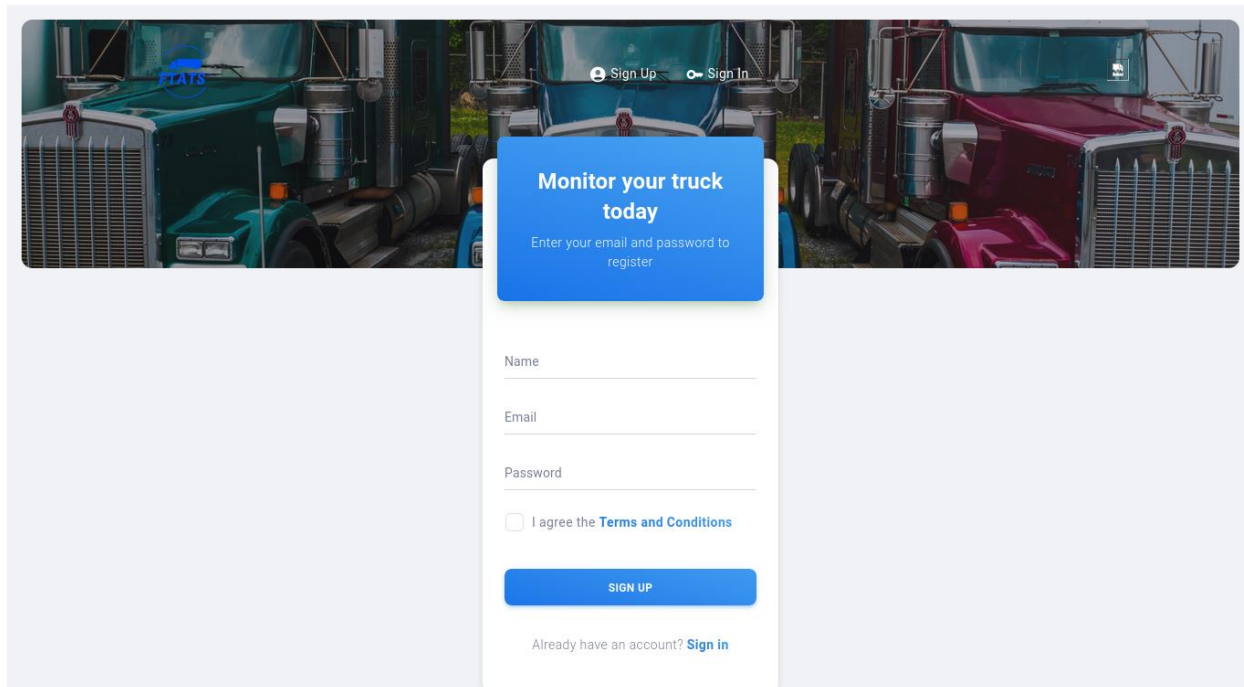 FTATS
Sign Up
Sign In
Monitor your truck
today
Enter your email and password to
register
Name
Email
Password
I agree the Terms and Conditions
SIGN UP
Already have an account? Sign in